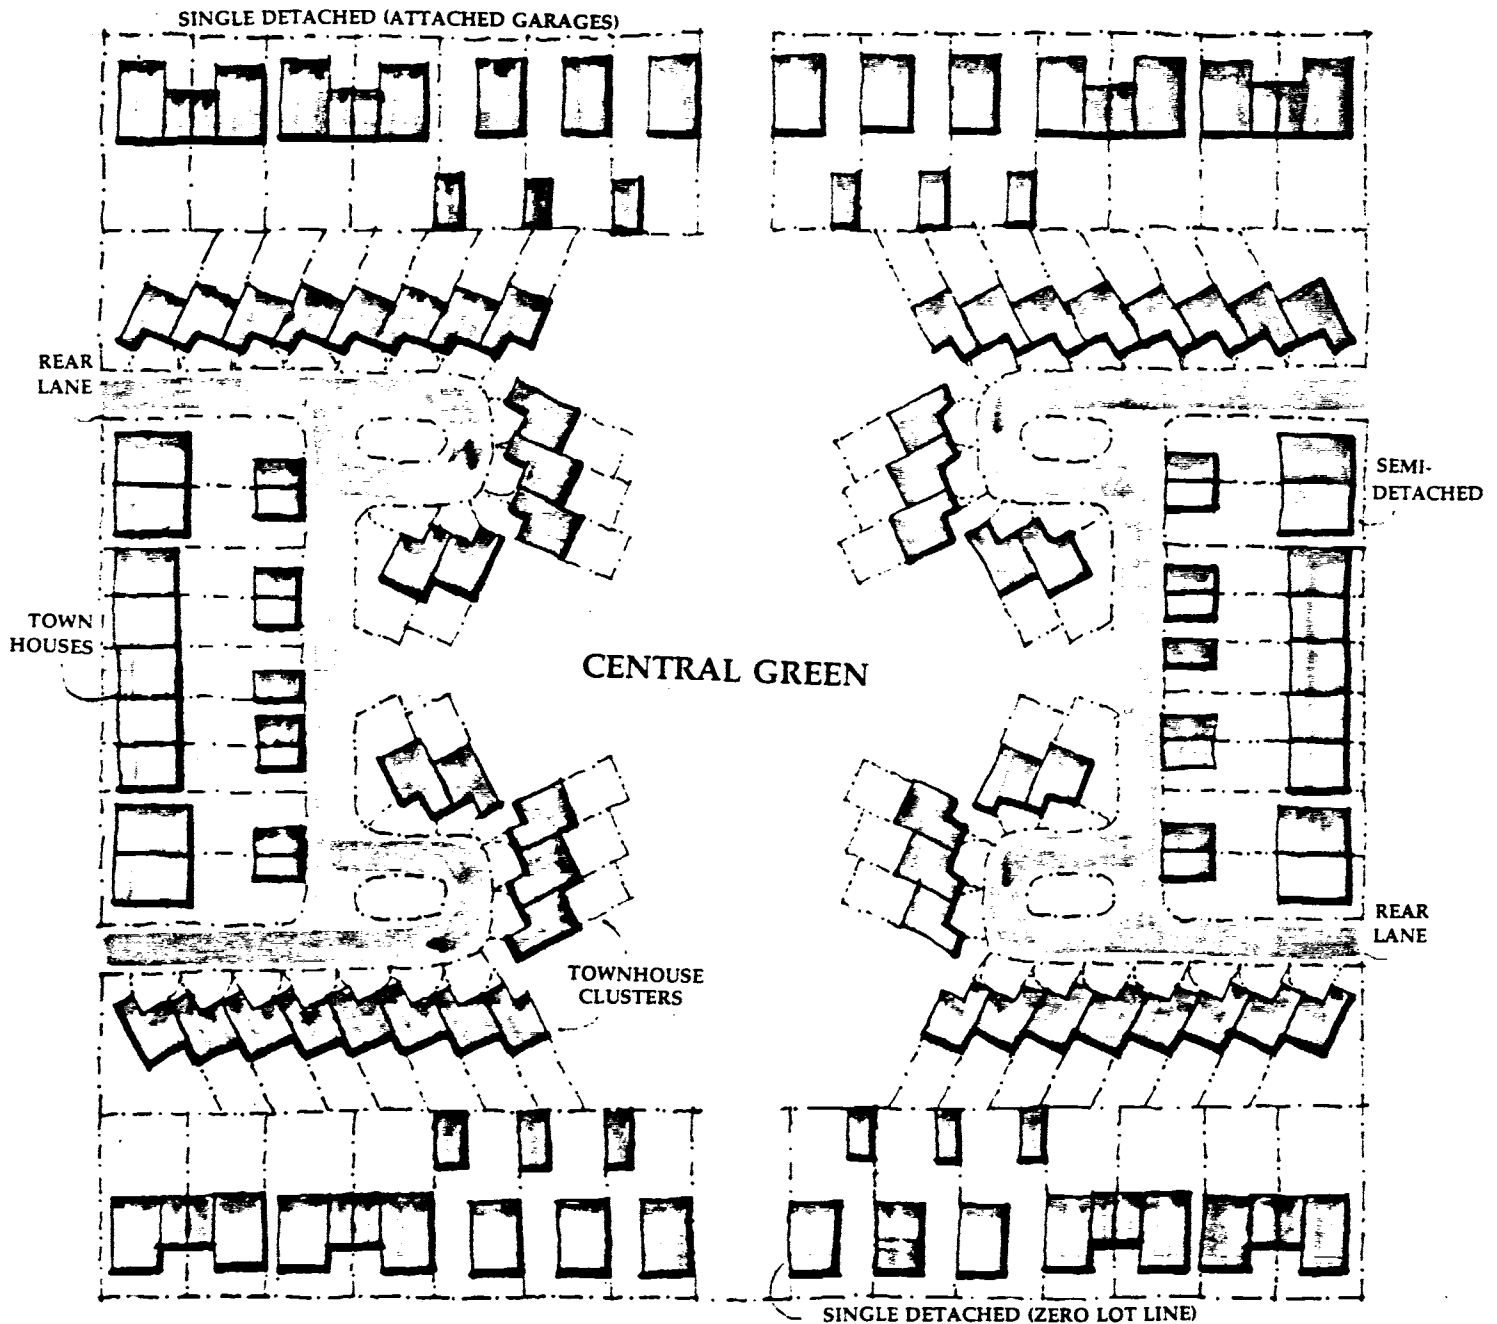 SINGLE DETACHED (ATTACHED GARAGES)
REAR
LANE
SEMI-
DETACHED
TOWN
HOUSES
CENTRAL GREEN
REAR
LANE
TOWNHOUSE
CLUSTERS
SINGLE DETACHED (ZERO LOT LINE)